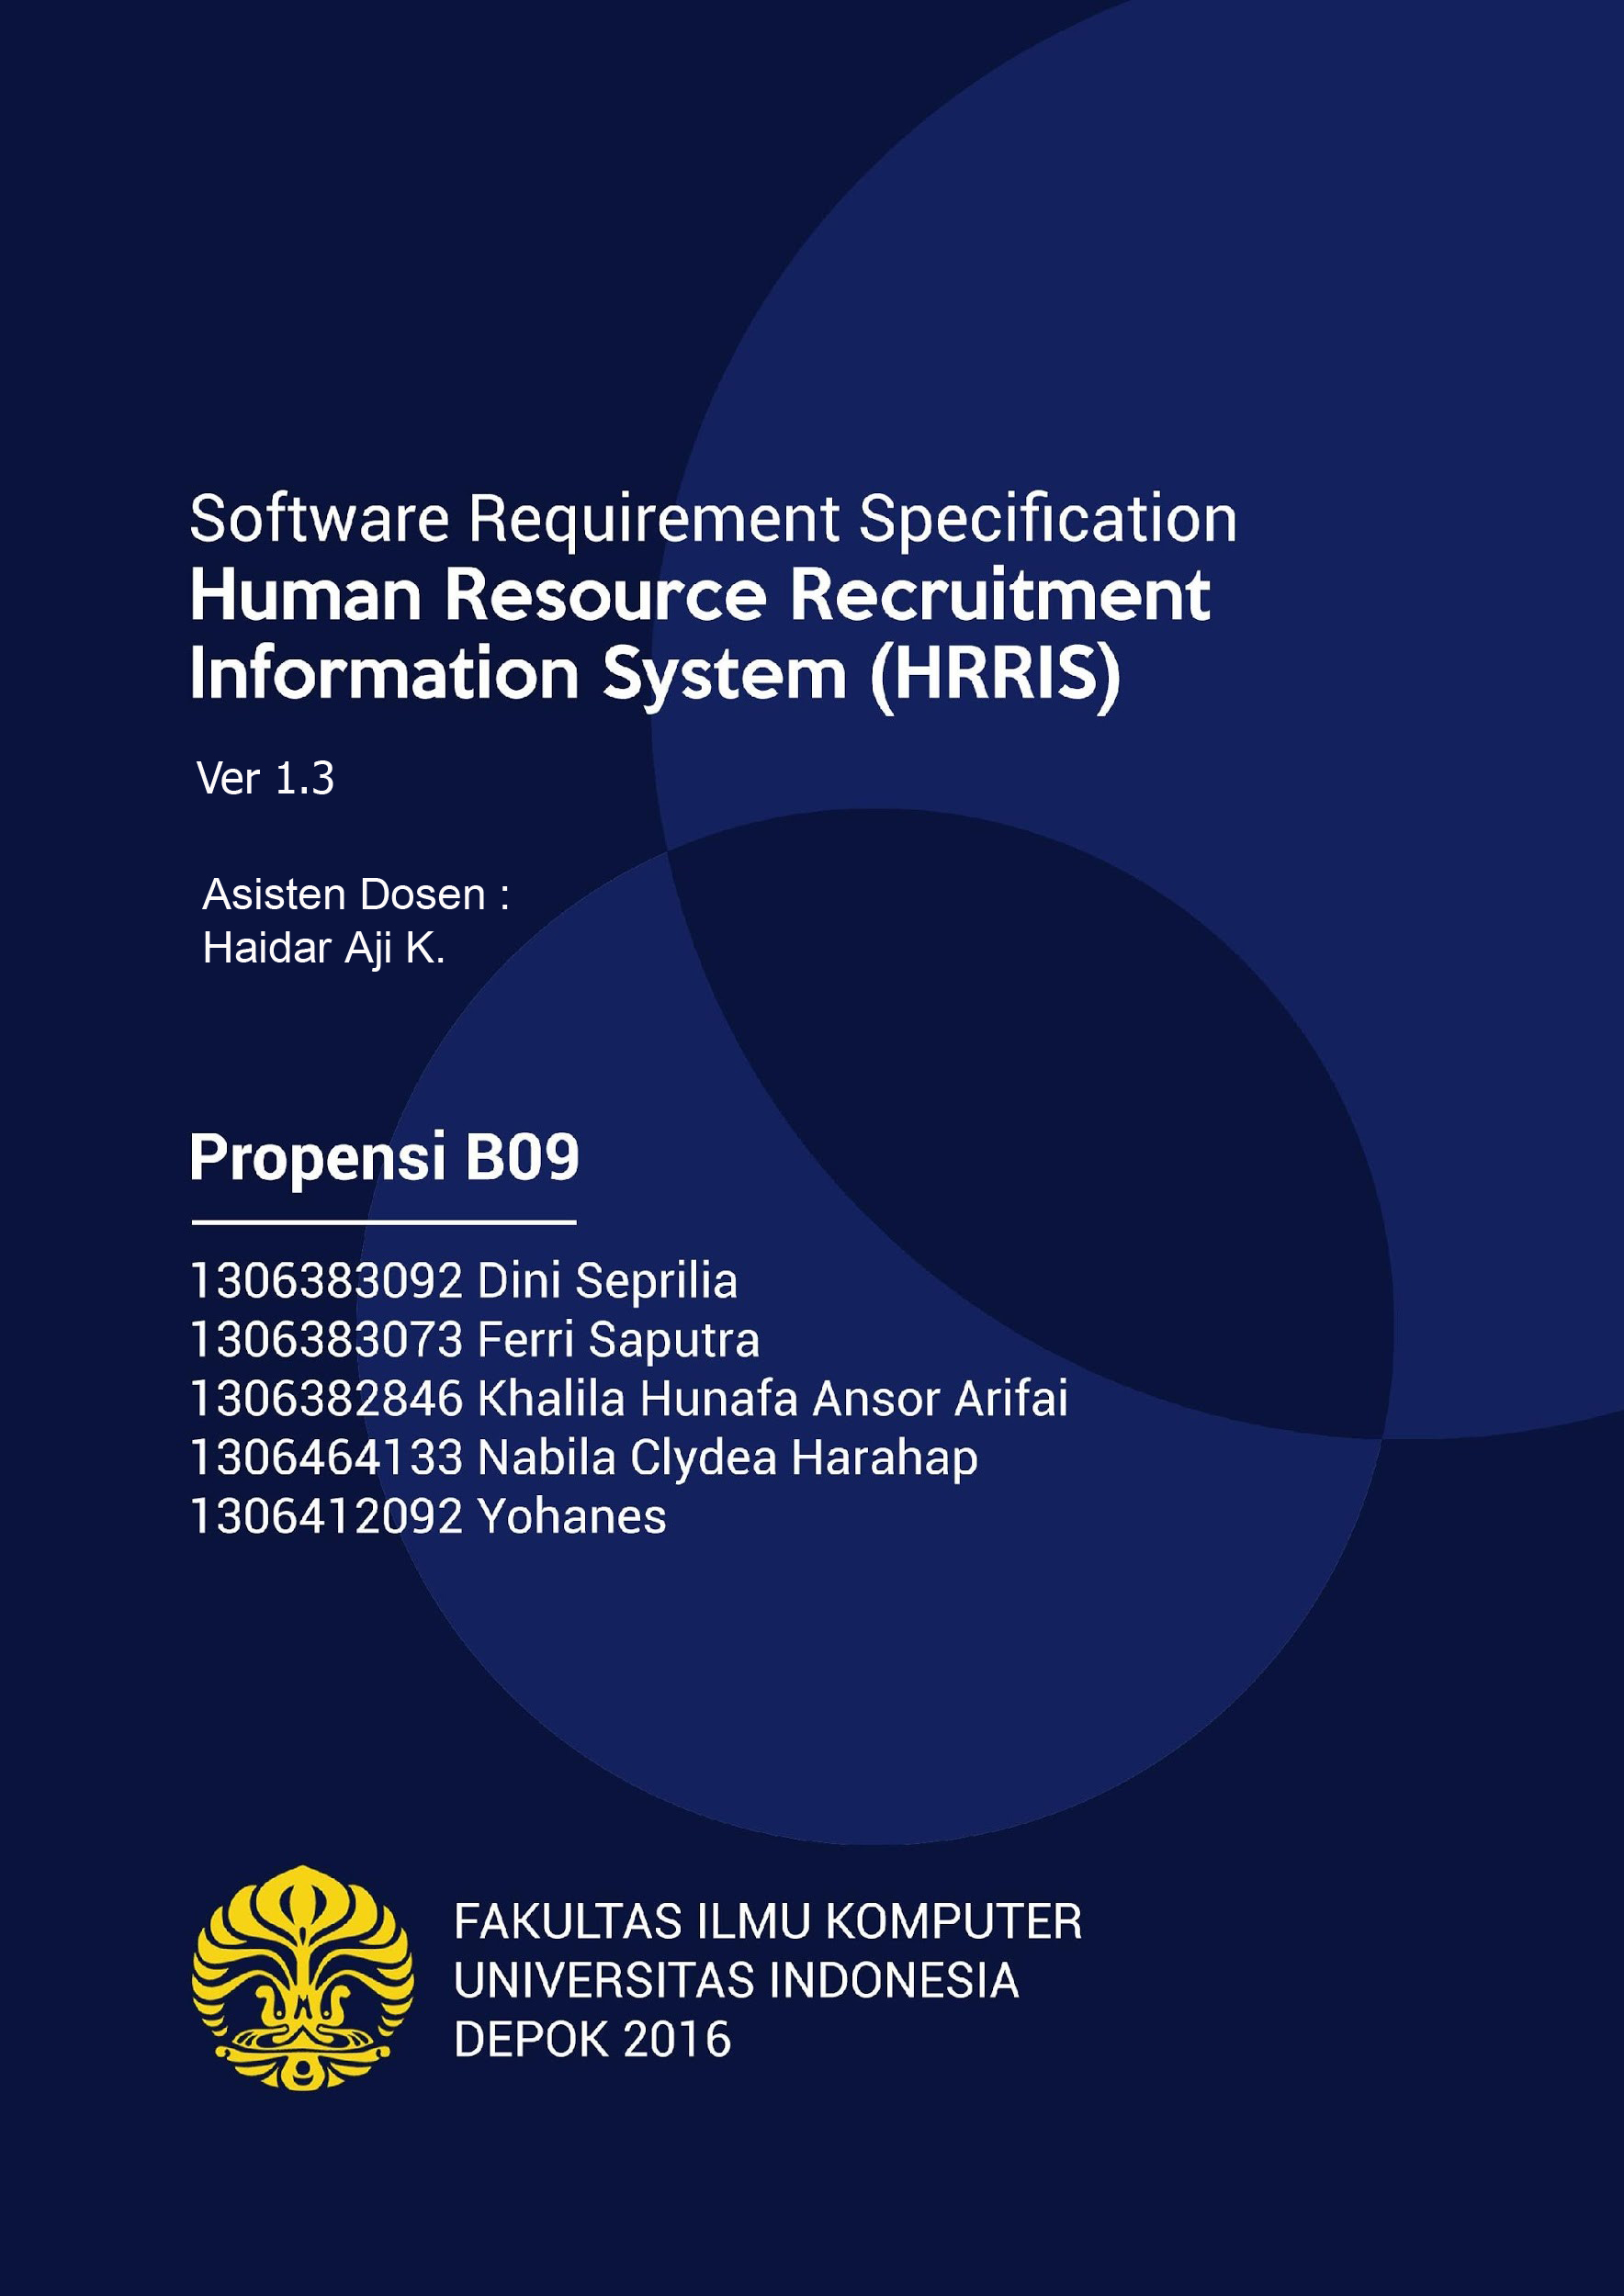 Software Requirement Specification
Human Resource Recruitment
Information System (HRRIS)
Ver 1.3
Asisten Dosen :
Haidar Aji K.
Propensi B09
1306383092 Dini Seprilia
1306383073 Ferri Saputra
1306382846 Khalila Hunafa Ansor Arifai
1306464133 Nabila Clydea Harahap
1306412092 Yohanes
FAKULTAS ILMU KOMPUTER
UNIVERSITAS INDONESIA
DEPOK 2016